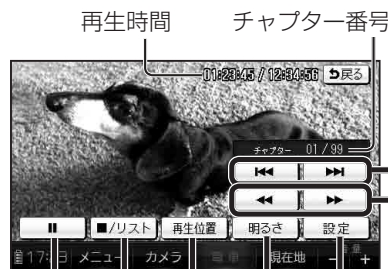 再生時間 チャプター番号
01:23:45 / 12:34:56 戻る
チャプター 01 / 99
■/リスト 再生位置 明るさ 設定
メニュー カメラ 現在地 - +